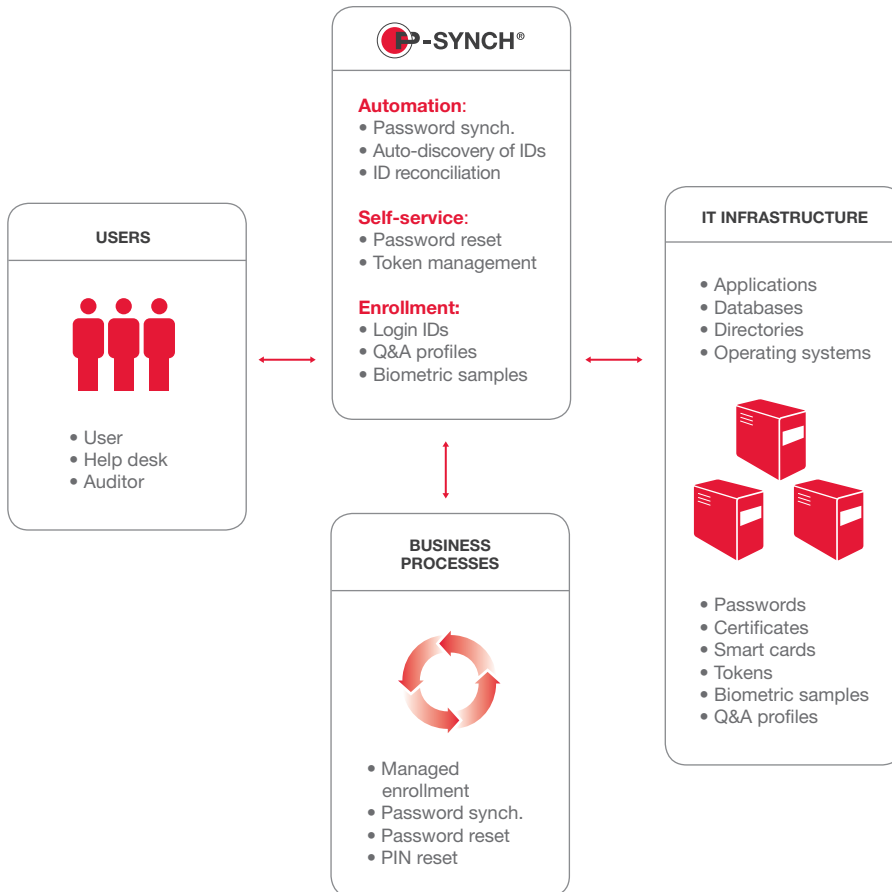 P-SYNCH®
Automation:
• Password synch.
• Auto-discovery of IDs
• ID reconciliation
Self-service:
• Password reset
• Token management
Enrollment:
• Login IDs
• Q&A profiles
• Biometric samples
USERS
• User
• Help desk
• Auditor
IT INFRASTRUCTURE
• Applications
• Databases
• Directories
• Operating systems
• Passwords
• Certificates
• Smart cards
• Tokens
• Biometric samples
• Q&A profiles
BUSINESS
PROCESSES
• Managed
enrollment
• Password synch.
• Password reset
• PIN reset